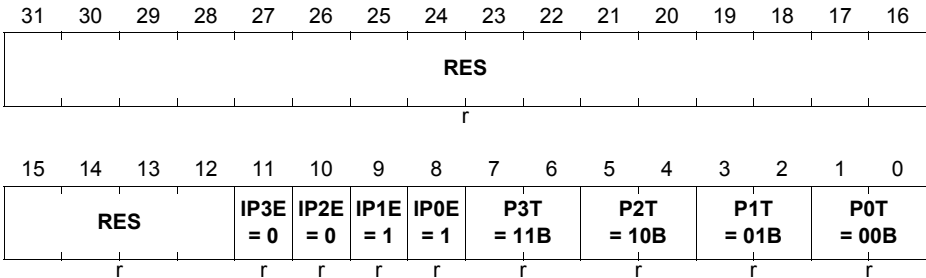 31 30 29 28 27 26 25 24 23 22 21 20 19 18 17 16
RES
r
15 14 13 12 11 10 9 8 7 6 5 4 3 2 1 0
RES IP3E IP2E IP1E IP0E P3T P2T P1T P0T
= 0 = 0 = 1 = 1 = 11B = 10B = 01B = 00B
r r r r r r r r r